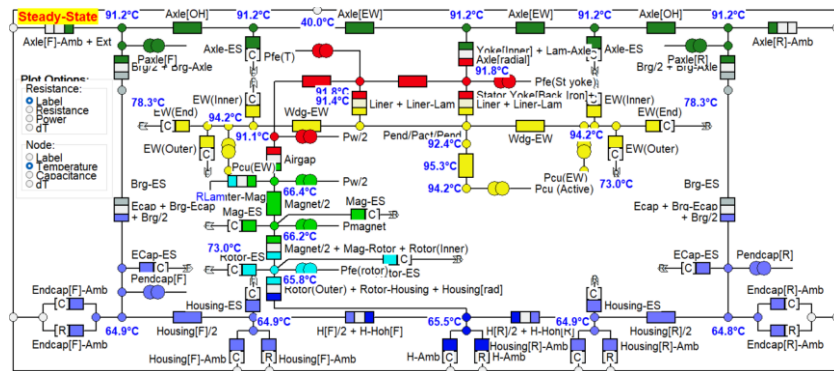 Steady-State
91.2°C
91.2°C
40.0°C
91.2°C
91.2°C
91.2°C
Axle[OH]
Axle[EW]
Axle[EW]
Axle[OH]
Axle[F]-Amb + Ext
Paxle[F]
Axle-ES
Pfe(T)
Yoke[Inner] + Lam-Axle
Axle[radial]
Axle-ES
Paxle[R]
Axle[R]-Amb
Brg/2 + Brg-Axle
Brg/2 + Brg-Axle
91.8°C
Pfe(St yoke)
Plot Options:
Resistance:
Label
Resistance
Power
dT
Node:
Label
Temperature
Capacitance
dT
78.3°C
EW(Inner)
91.8°C
91.4°C
Liner + Liner-Lam
Stator Yoke[Back Iron]+
Liner + Liner-Lam
EW(Inner)
78.3°C
EW(End)
94.2°C
Wdg-EW
91.1°C
Pw/2
Pend/Pact/Pend
Wdg-EW
94.2°C
EW(End)
EW(Outer)
92.4°C
EW(Outer)
Airgap
95.3°C
Pcu(EW)
94.2°C
Pcu(EW)
Pcu (Active)
73.0°C
Brg-ES
Pw/2
66.4°C
Brg-ES
Magnet/2
Ecap + Brg-Ecap
+ Brg/2
Mag-ES
Mag-ES
Pmagnet
Ecap + Brg-Ecap
+ Brg/2
66.2°C
73.0°C
Magnet/2 + Mag-Rotor + Rotor(Inner)
ECap-ES
Rotor-ES
Pfe(rotor)
ECap-ES
Pendcap[R]
65.8°C
Pendcap[F]
Rotor(Outer) + Rotor-Housing + Housing[rad]
Endcap[F]-Amb
Housing-ES
Housing-ES
Endcap[R]-Amb
64.9°C
Housing[F]/2
64.9°C
H[F]/2 + H-Hoh[F]
65.5°C
H[R]/2 + H-Hoh[R]
64.9°C
Housing[R]/2
64.8°C
Endcap[F]-Amb
Housing[F]-Amb
Housing[F]-Amb
H-Amb
H-Amb
Housing[R]-Amb
Housing[R]-Amb
Endcap[R]-Amb